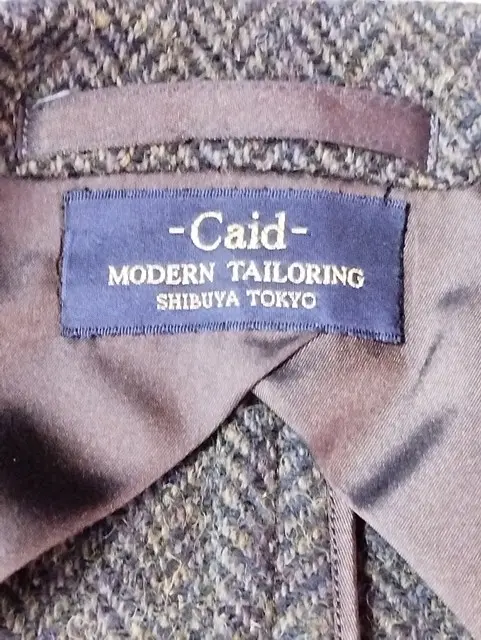 -Caid-
MODERN TAILORING
SHIBUYA TOKYO